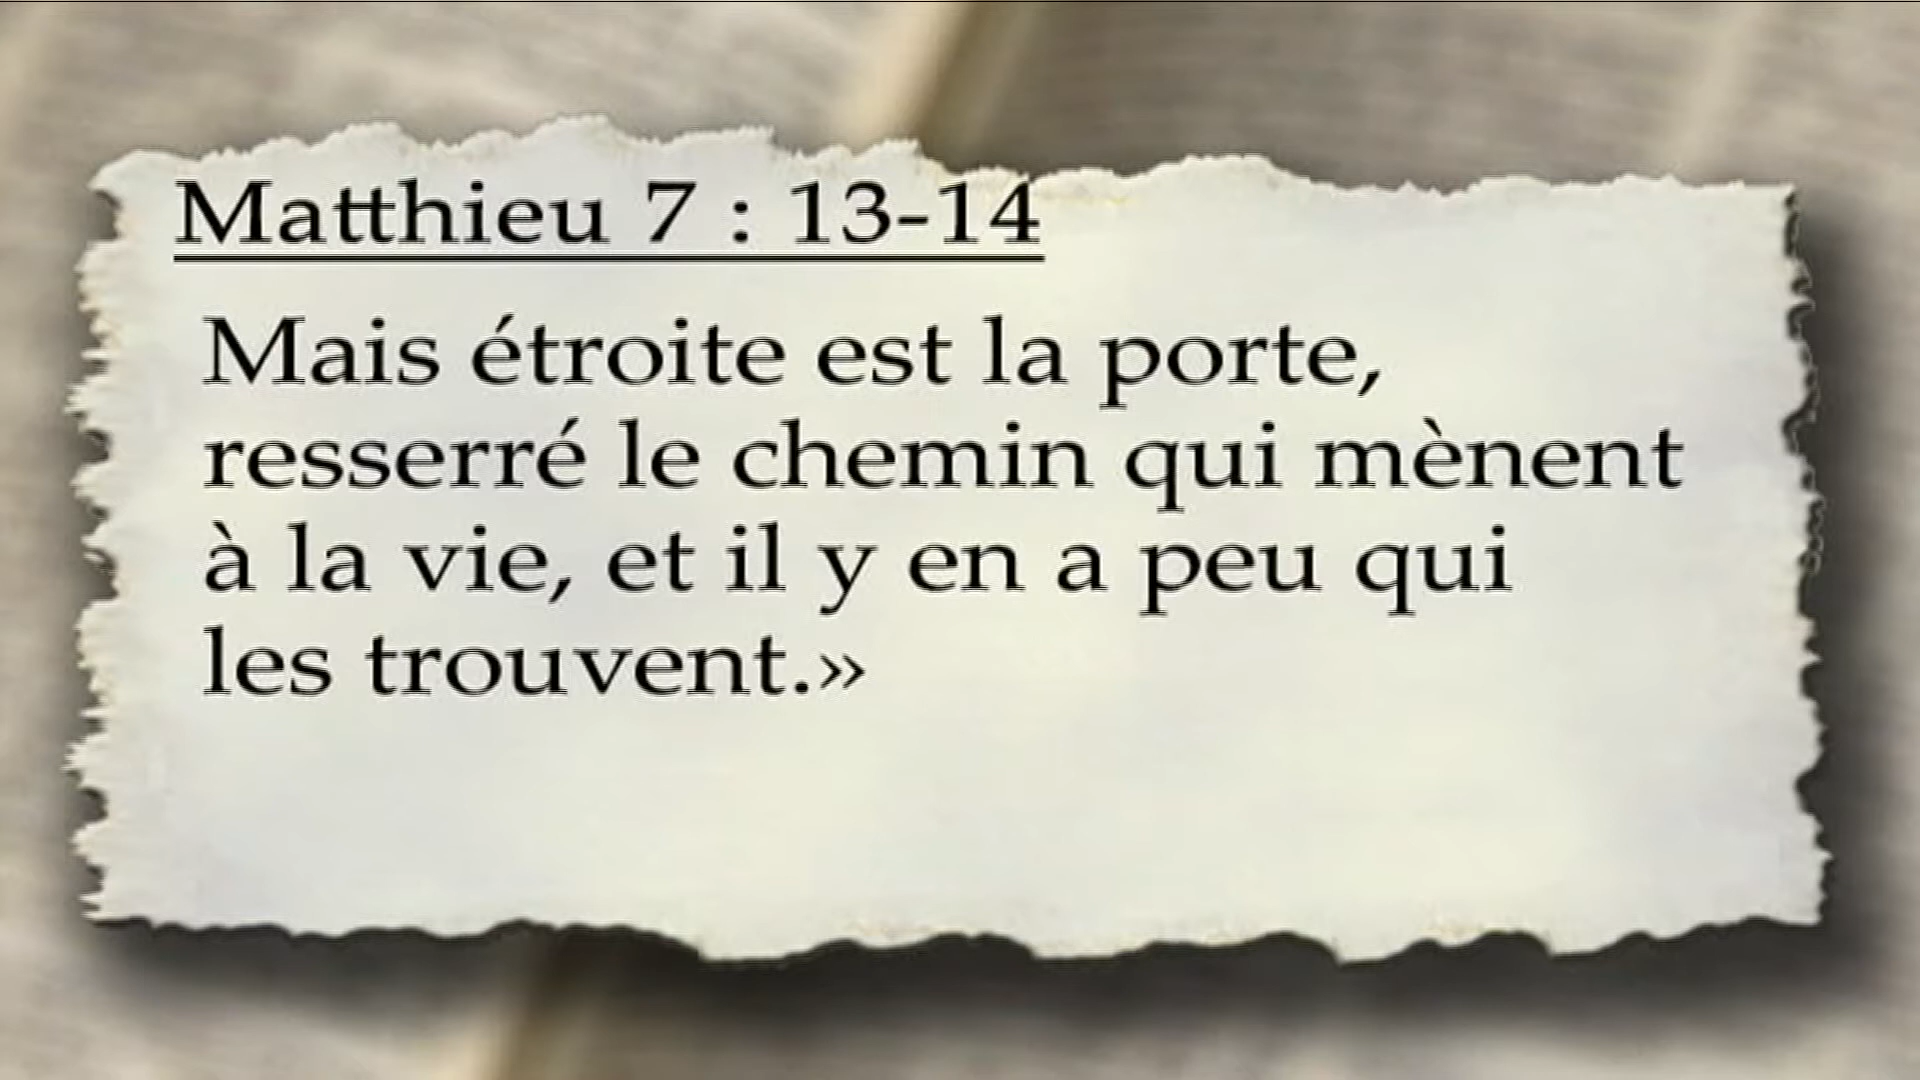 Matthieu 7 : 13-14
Mais étroite est la porte,
resserré le chemin qui mènent
à la vie, et il y en a peu qui
les trouvent.»